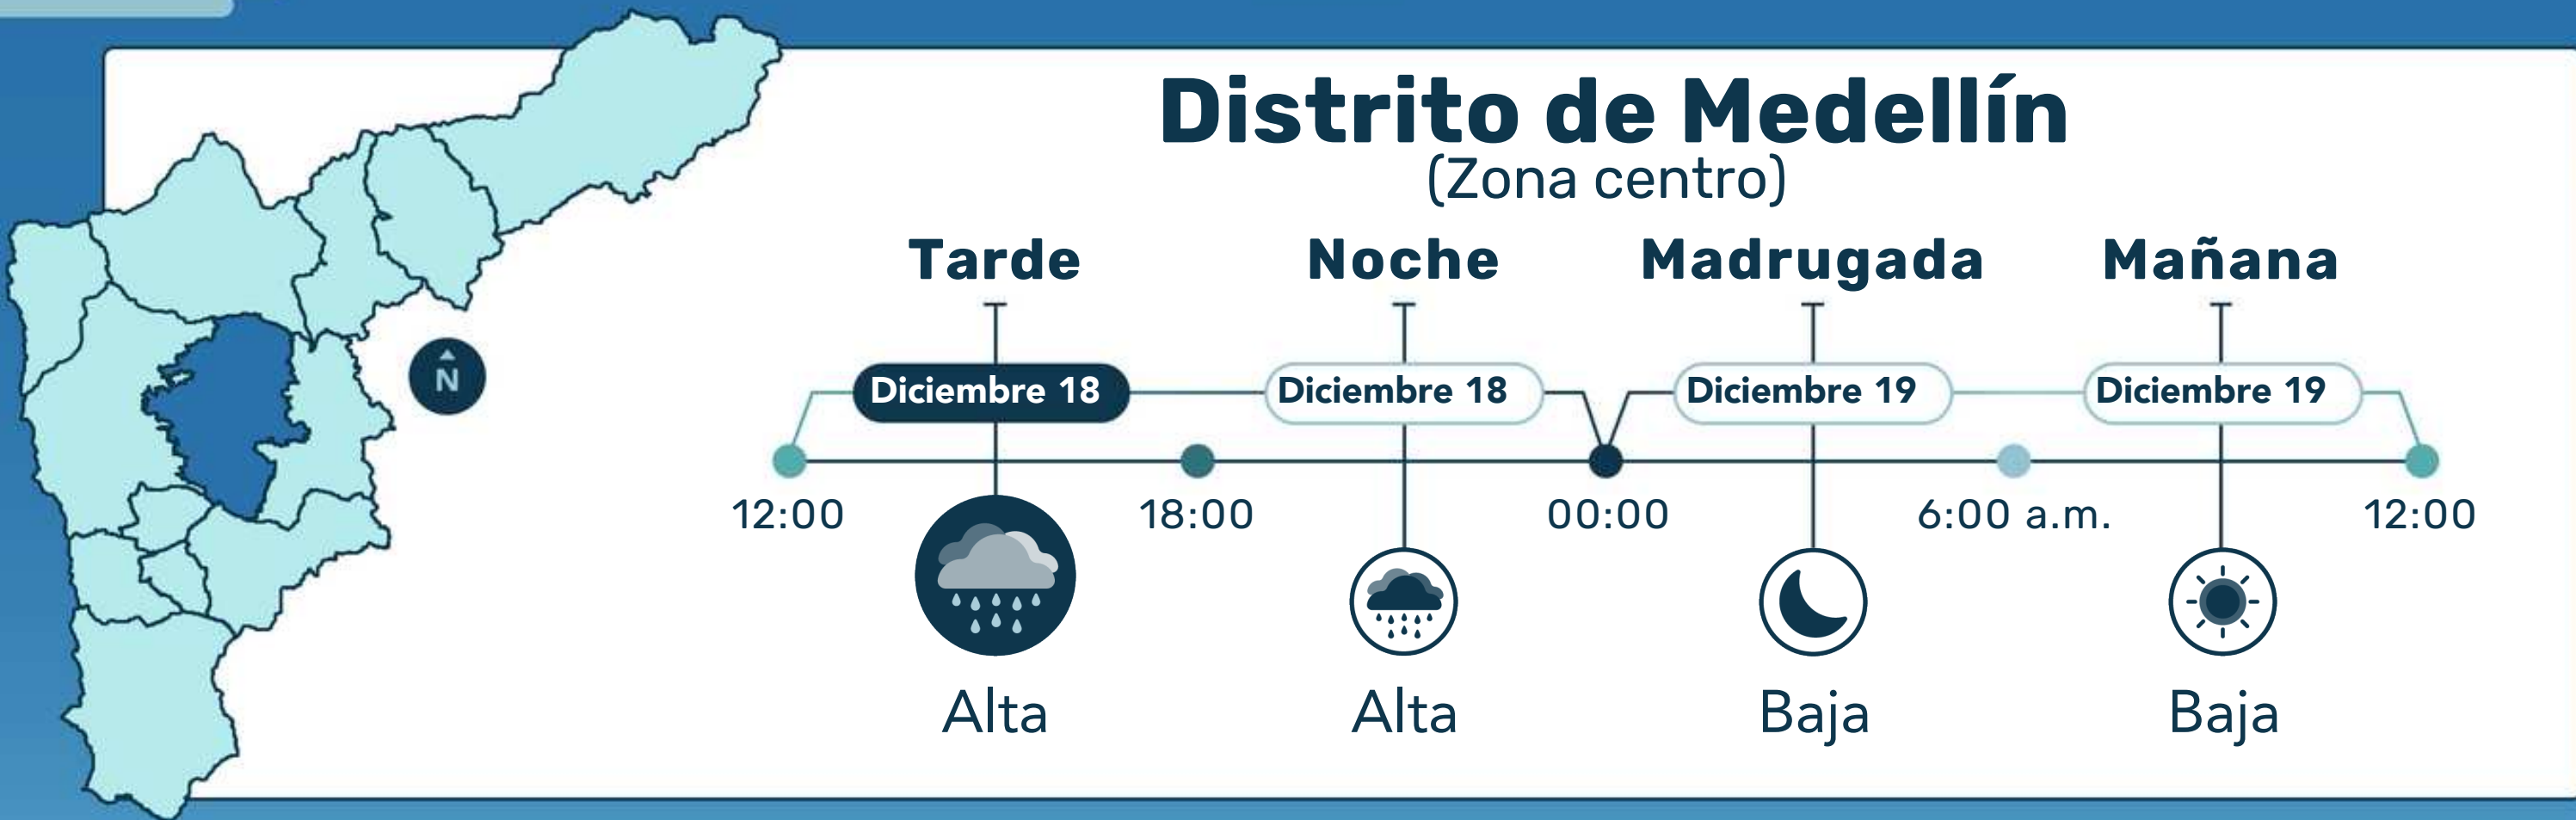 Distrito de Medellín
(Zona centro)
Tarde Noche Madrugada Mañana
N
Diciembre 18 Diciembre 18 Diciembre 19 Diciembre 19
12:00 18:00 00:00 6:00 a.m. 12:00
Alta Alta Baja Baja